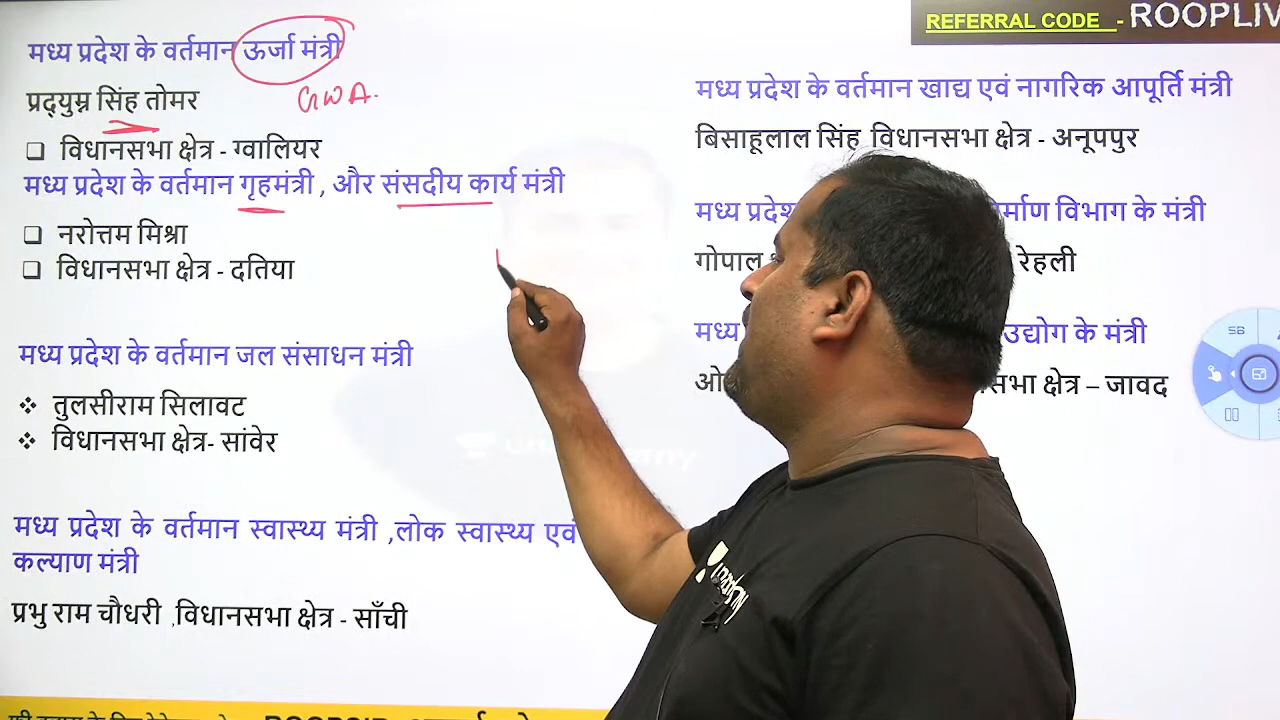 REFERRAL CODE - ROOPLIV
मध्य प्रदेश के वर्तमान ऊर्जा मंत्री
GWA.
प्रद्युम्न सिंह तोमर
विधानसभा क्षेत्र - ग्वालियर
मध्य प्रदेश के वर्तमान गृहमंत्री , और संसदीय कार्य मंत्री
नरोत्तम मिश्रा
विधानसभा क्षेत्र - दतिया
मध्य प्रदेश के वर्तमान जल संसाधन मंत्री
तुलसीराम सिलावट
विधानसभा क्षेत्र- सांवेर
मध्य प्रदेश के वर्तमान स्वास्थ्य मंत्री ,लोक स्वास्थ्य एवं
कल्याण मंत्री
प्रभु राम चौधरी ,विधानसभा क्षेत्र - साँची
मध्य प्रदेश के वर्तमान खाद्य एवं नागरिक आपूर्ति मंत्री
बिसाहूलाल सिंह विधानसभा क्षेत्र - अनूपपुर
मध्य प्रदेश विभाग के मंत्री
गोपाल रेहली
मध्य उद्योग के मंत्री
क्षेत्र – जावद
unacademy